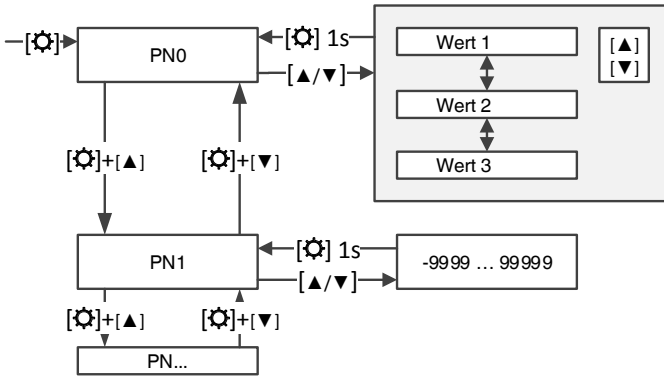 [⛭]
PN0
[⛭] 1s
[▲/▼]
Wert 1
Wert 2
Wert 3
[▲]
[▼]
[⛭]+[▲]
[⛭]+[▼]
PN1
[⛭] 1s
[▲/▼]
-9999 … 99999
[⛭]+[▲]
[⛭]+[▼]
PN...